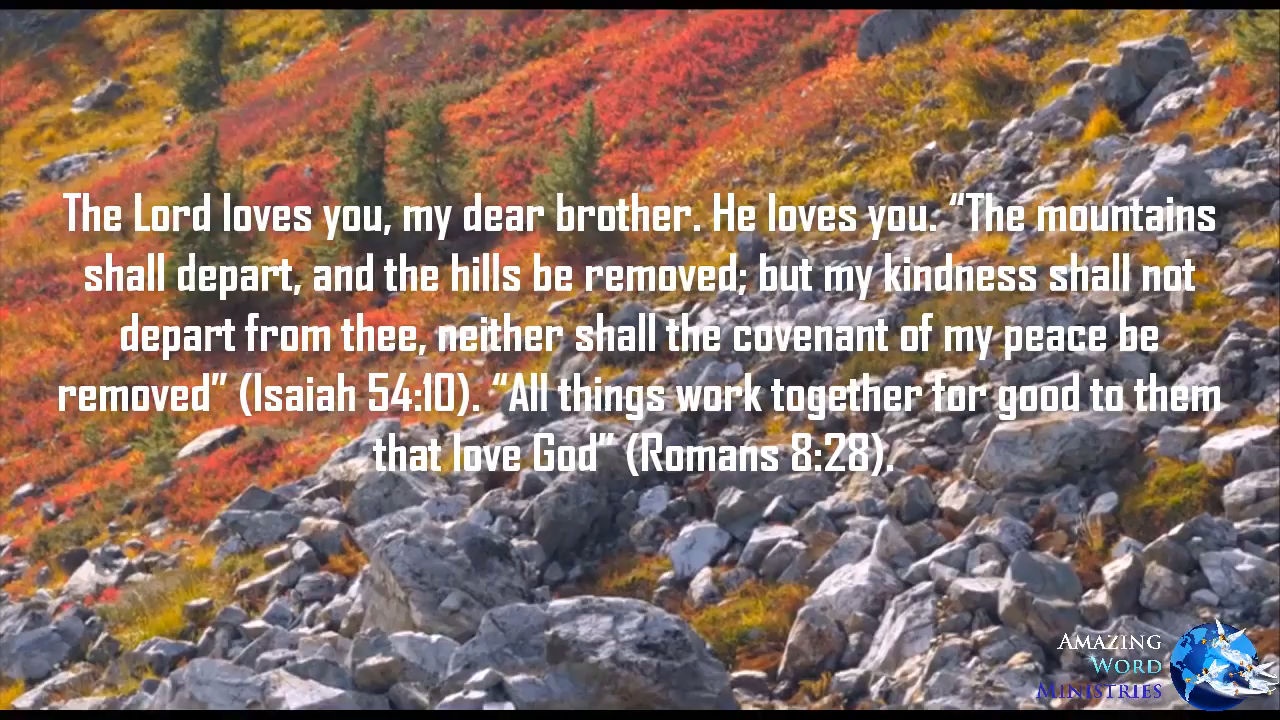 The Lord loves you, my dear brother. He loves you. “The mountains
shall depart, and the hills be removed; but my kindness shall not
depart from thee, neither shall the covenant of my peace be
removed” (Isaiah 54:10). “All things work together for good to them
that love God” (Romans 8:28).
Amazing
Word
Ministries